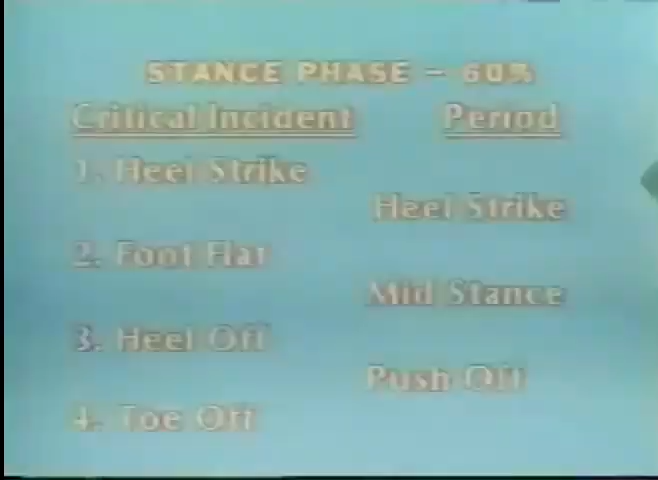 STANCE PHASE - 60%
Critical Incident Period
1. Heel Strike
Heel Strike
2. Foot Flat
Mid Stance
3. Heel Off
Push Off
4. Toe Off